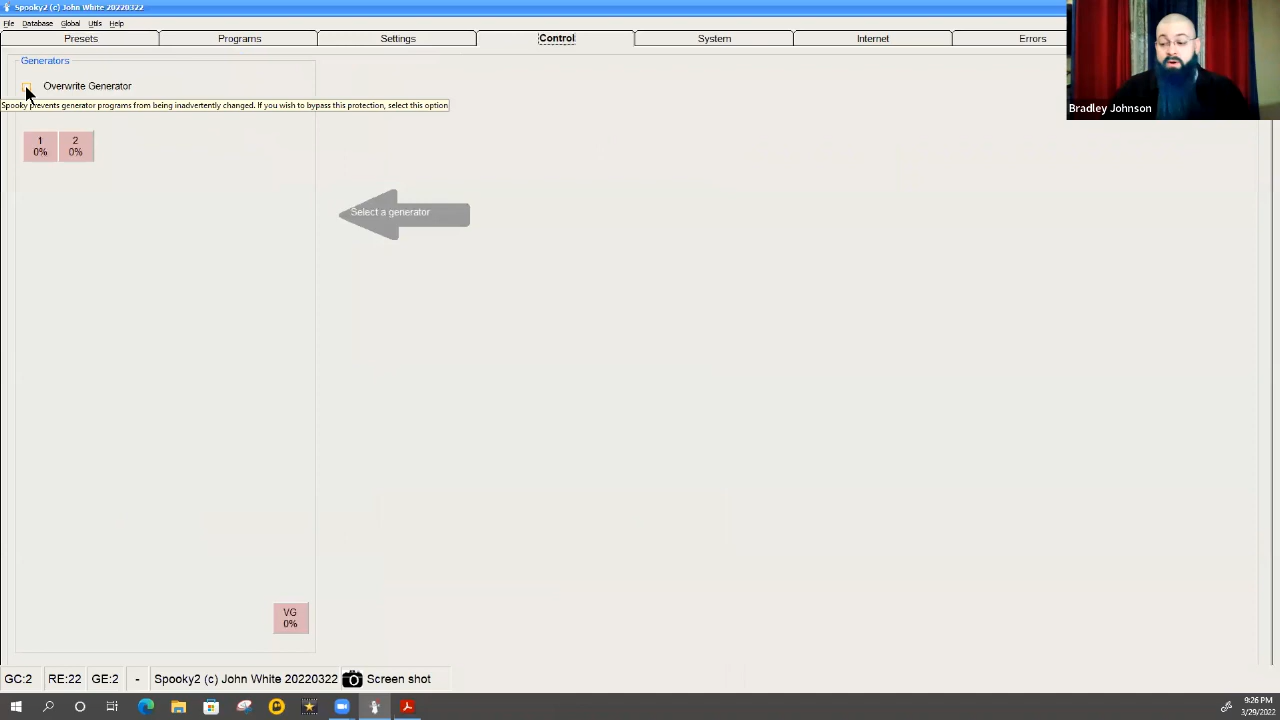 Spooky2 (c) John White 20220322
File Database Global Utils Help
Presets Programs Settings Control System Internet Errors
Generators
Overwrite Generator
Spooky prevents generator programs from being inadvertently changed. If you wish to bypass this protection, select this option
Bradley Johnson
1 2
0% 0%
Select a generator
VG
0%
GC:2 RE:22 GE:2 - Spooky2 (c) John White 20220322 Screen shot
9:26 PM
3/29/2022